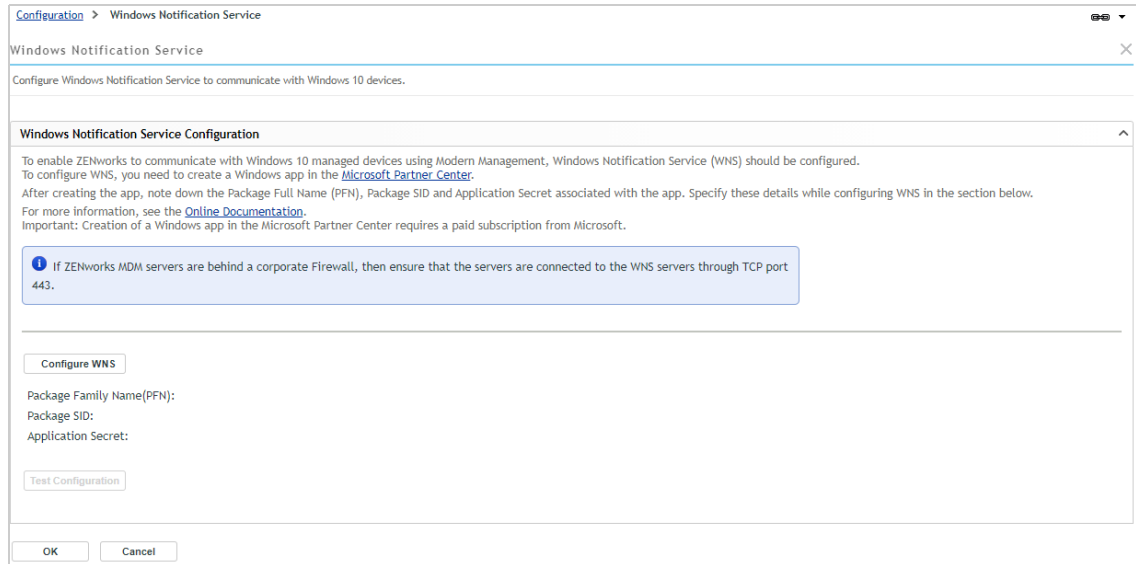 Configuration > Windows Notification Service
Windows Notification Service
Configure Windows Notification Service to communicate with Windows 10 devices.
Windows Notification Service Configuration
To enable ZENworks to communicate with Windows 10 managed devices using Modern Management, Windows Notification Service (WNS) should be configured.
To configure WNS, you need to create a Windows app in the Microsoft Partner Center.
After creating the app, note down the Package Full Name (PFN), Package SID and Application Secret associated with the app. Specify these details while configuring WNS in the section below.
For more information, see the Online Documentation.
Important: Creation of a Windows app in the Microsoft Partner Center requires a paid subscription from Microsoft.
If ZENworks MDM servers are behind a corporate Firewall, then ensure that the servers are connected to the WNS servers through TCP port
443.
Configure WNS
Package Family Name(PFN):
Package SID:
Application Secret:
Test Configuration
OK Cancel